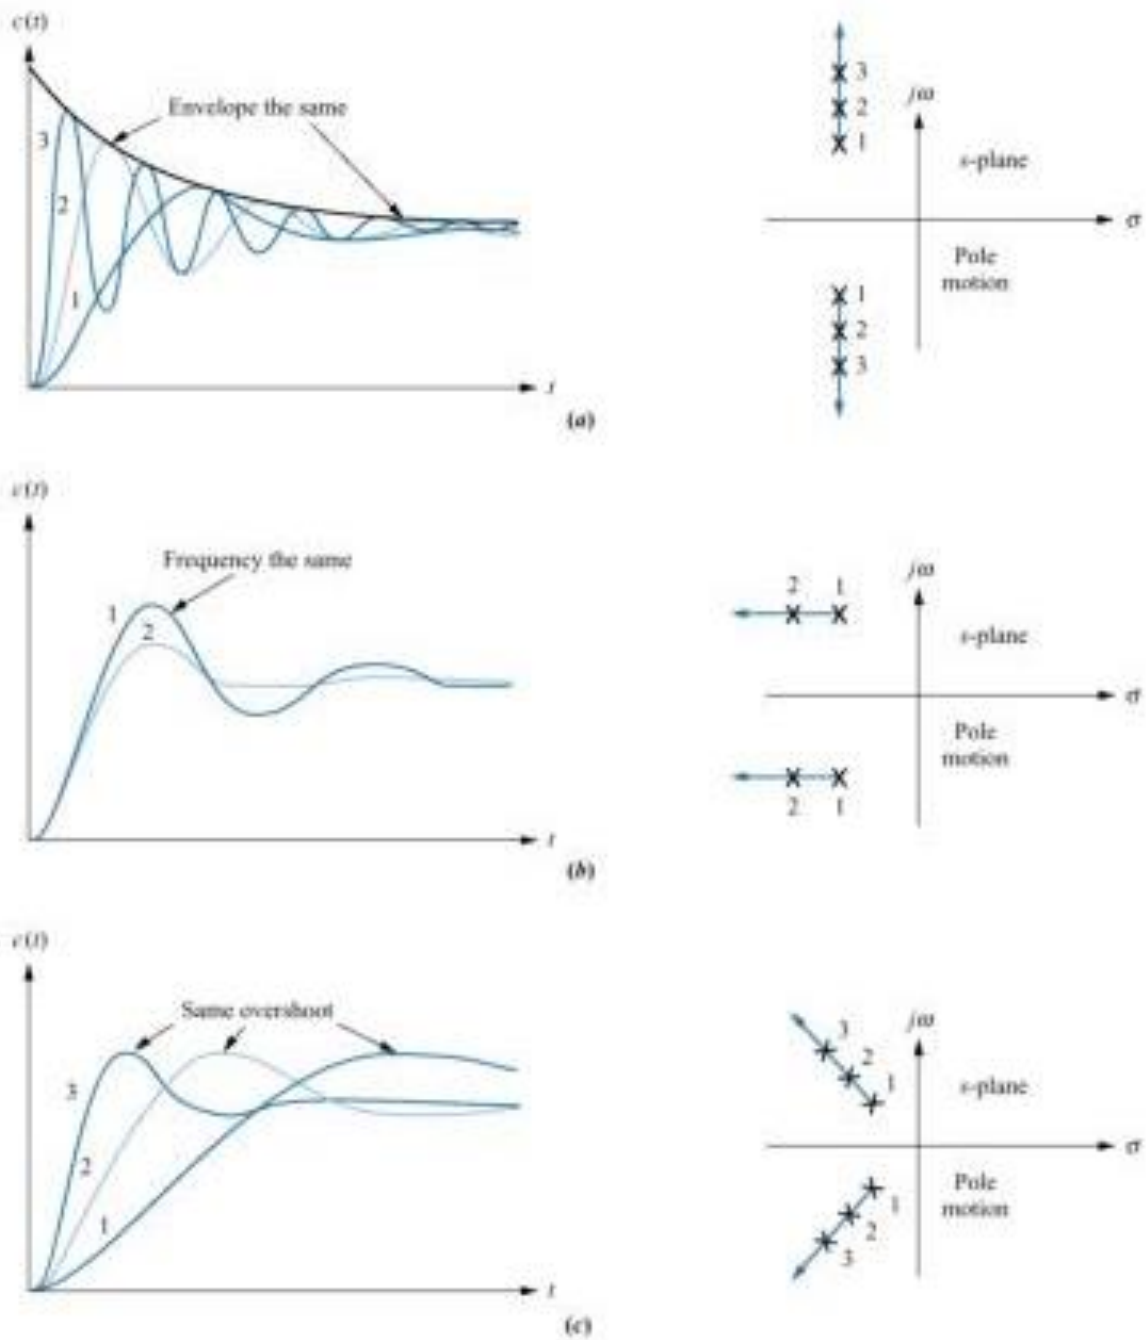 c(t)
Envelope the same
3
2
1
t
3
2
1
jω
s-plane
σ
Pole
motion
1
2
3
(a)
c(t)
Frequency the same
1
2
t
jω
2 1
s-plane
σ
Pole
motion
2 1
(b)
c(t)
Same overshoot
3
2
1
t
jω
3
2
1
s-plane
σ
Pole
motion
1
2
3
(c)